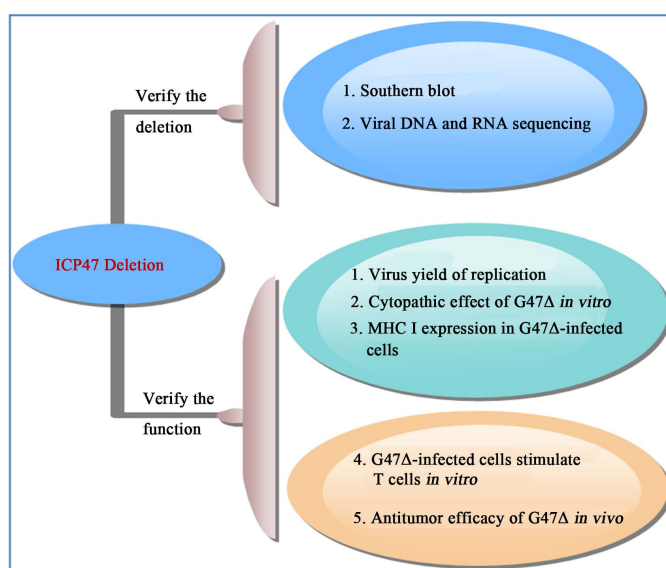 Verify the
deletion
1. Southern blot
2. Viral DNA and RNA sequencing
ICP47 Deletion
Verify the
function
1. Virus yield of replication
2. Cytopathic effect of G47Δ in vitro
3. MHC I expression in G47Δ-infected
cells
4. G47Δ-infected cells stimulate
T cells in vitro
5. Antitumor efficacy of G47Δ in vivo